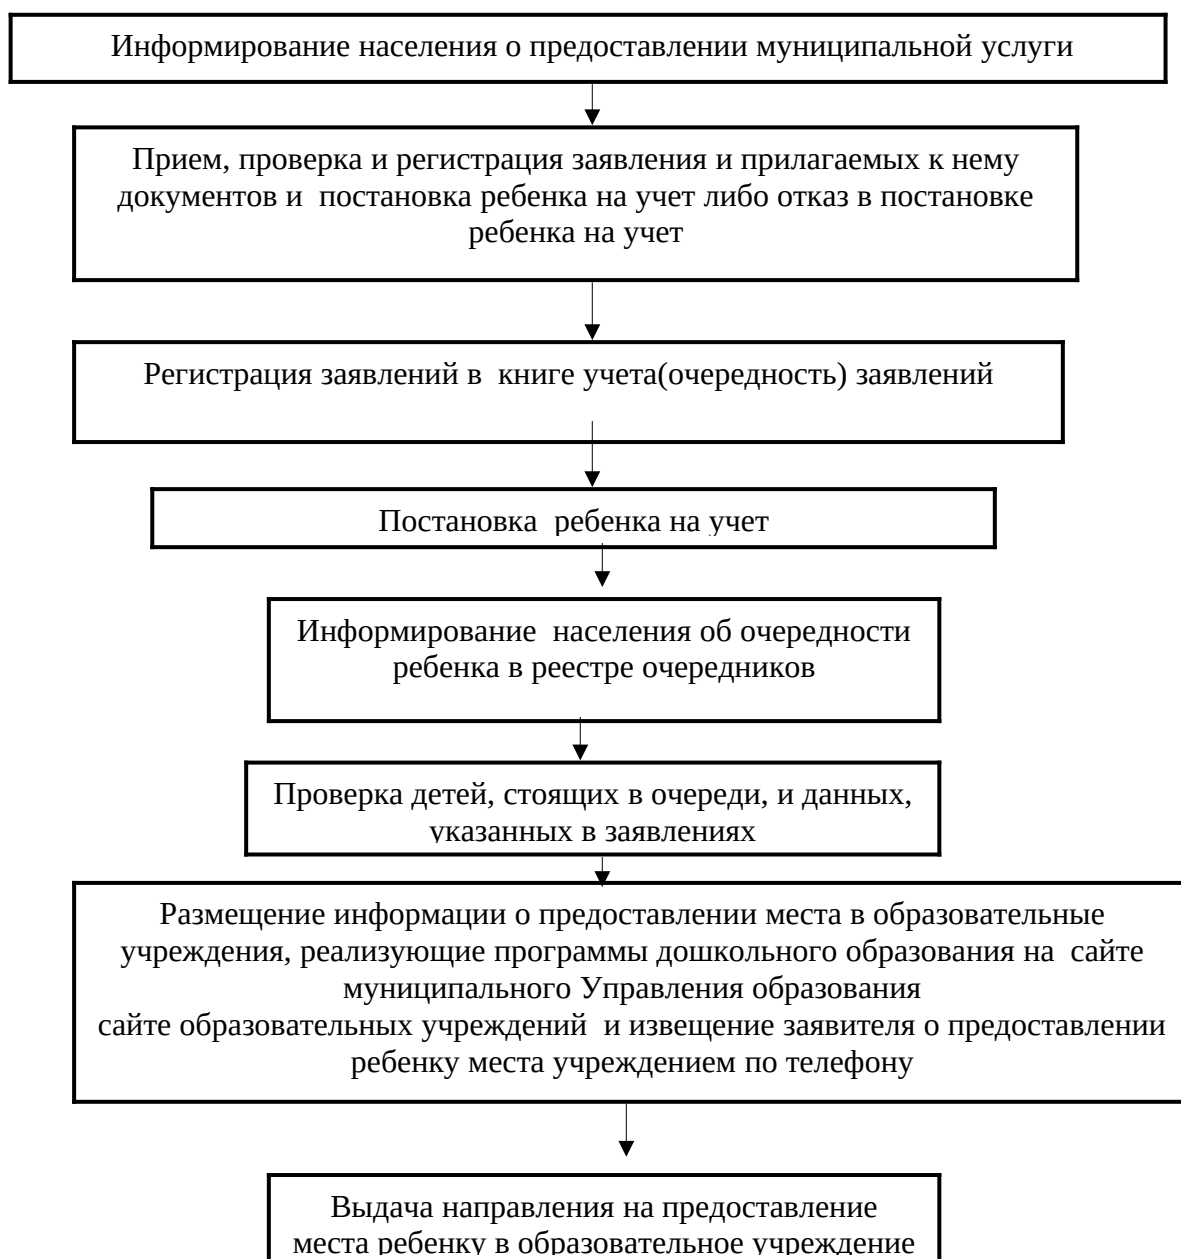 Информирование населения о предоставлении муниципальной услуги
Прием, проверка и регистрация заявления и прилагаемых к нему
документов и постановка ребенка на учет либо отказ в постановке
ребенка на учет
Регистрация заявлений в книге учета(очередность) заявлений
Постановка ребенка на учет
Информирование населения об очередности
ребенка в реестре очередников
Проверка детей, стоящих в очереди, и данных,
указанных в заявлениях
Размещение информации о предоставлении места в образовательные
учреждения, реализующие программы дошкольного образования на сайте
муниципального Управления образования
сайте образовательных учреждений и извещение заявителя о предоставлении
ребенку места учреждением по телефону
Выдача направления на предоставление
места ребенку в образовательное учреждение